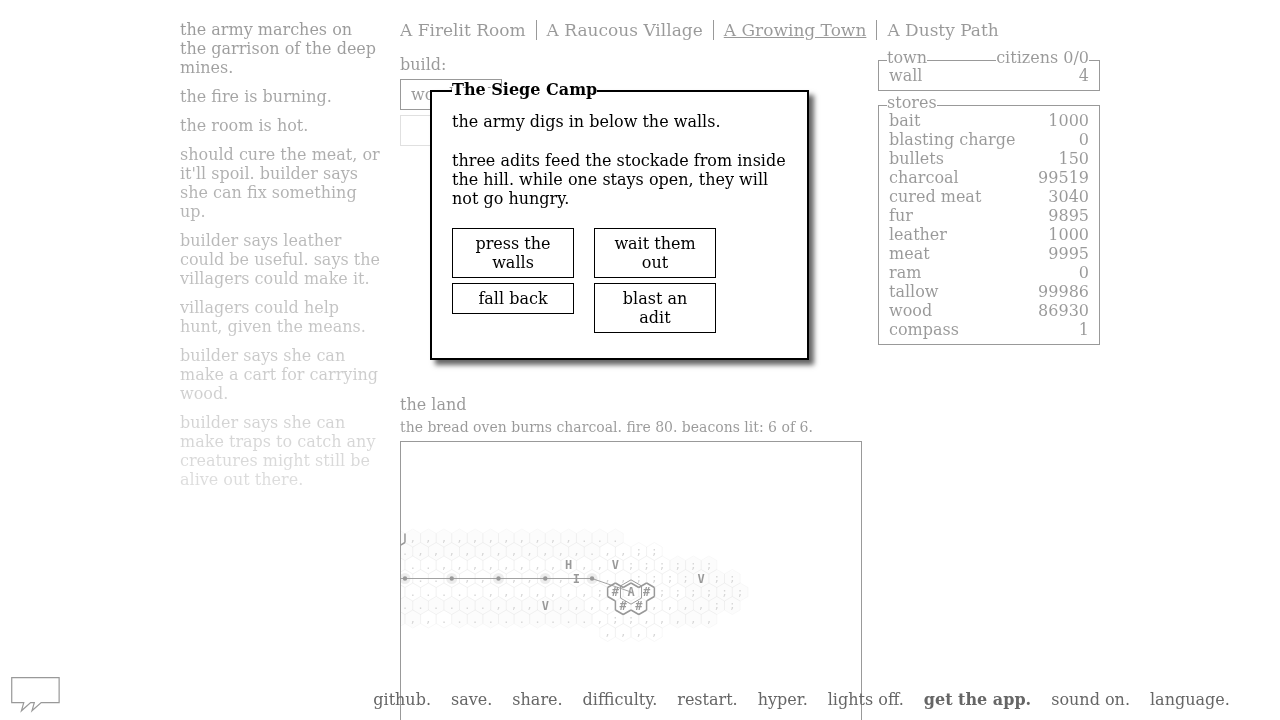 the army marches on
the garrison of the deep
mines.
the fire is burning.
the room is hot.
should cure the meat, or
it'll spoil. builder says
she can fix something
up.
builder says leather
could be useful. says the
villagers could make it.
villagers could help
hunt, given the means.
builder says she can
make a cart for carrying
wood.
builder says she can
make traps to catch any
creatures might still be
alive out there.
A Firelit Room
A Raucous Village
A Growing Town
A Dusty Path
build:
The Siege Camp
the army digs in below the walls.
three adits feed the stockade from inside
the hill. while one stays open, they will
not go hungry.
press the
walls
wait them
out
fall back
blast an
adit
town
citizens 0/0
wall 4
stores
bait 1000
blasting charge 0
bullets 150
charcoal 99519
cured meat 3040
fur 9895
leather 1000
meat 9995
ram 0
tallow 99986
wood 86930
compass 1
the land
the bread oven burns charcoal. fire 80. beacons lit: 6 of 6.
H V
I V
# A #
V # #
github. save. share. difficulty. restart. hyper. lights off. get the app. sound on. language.